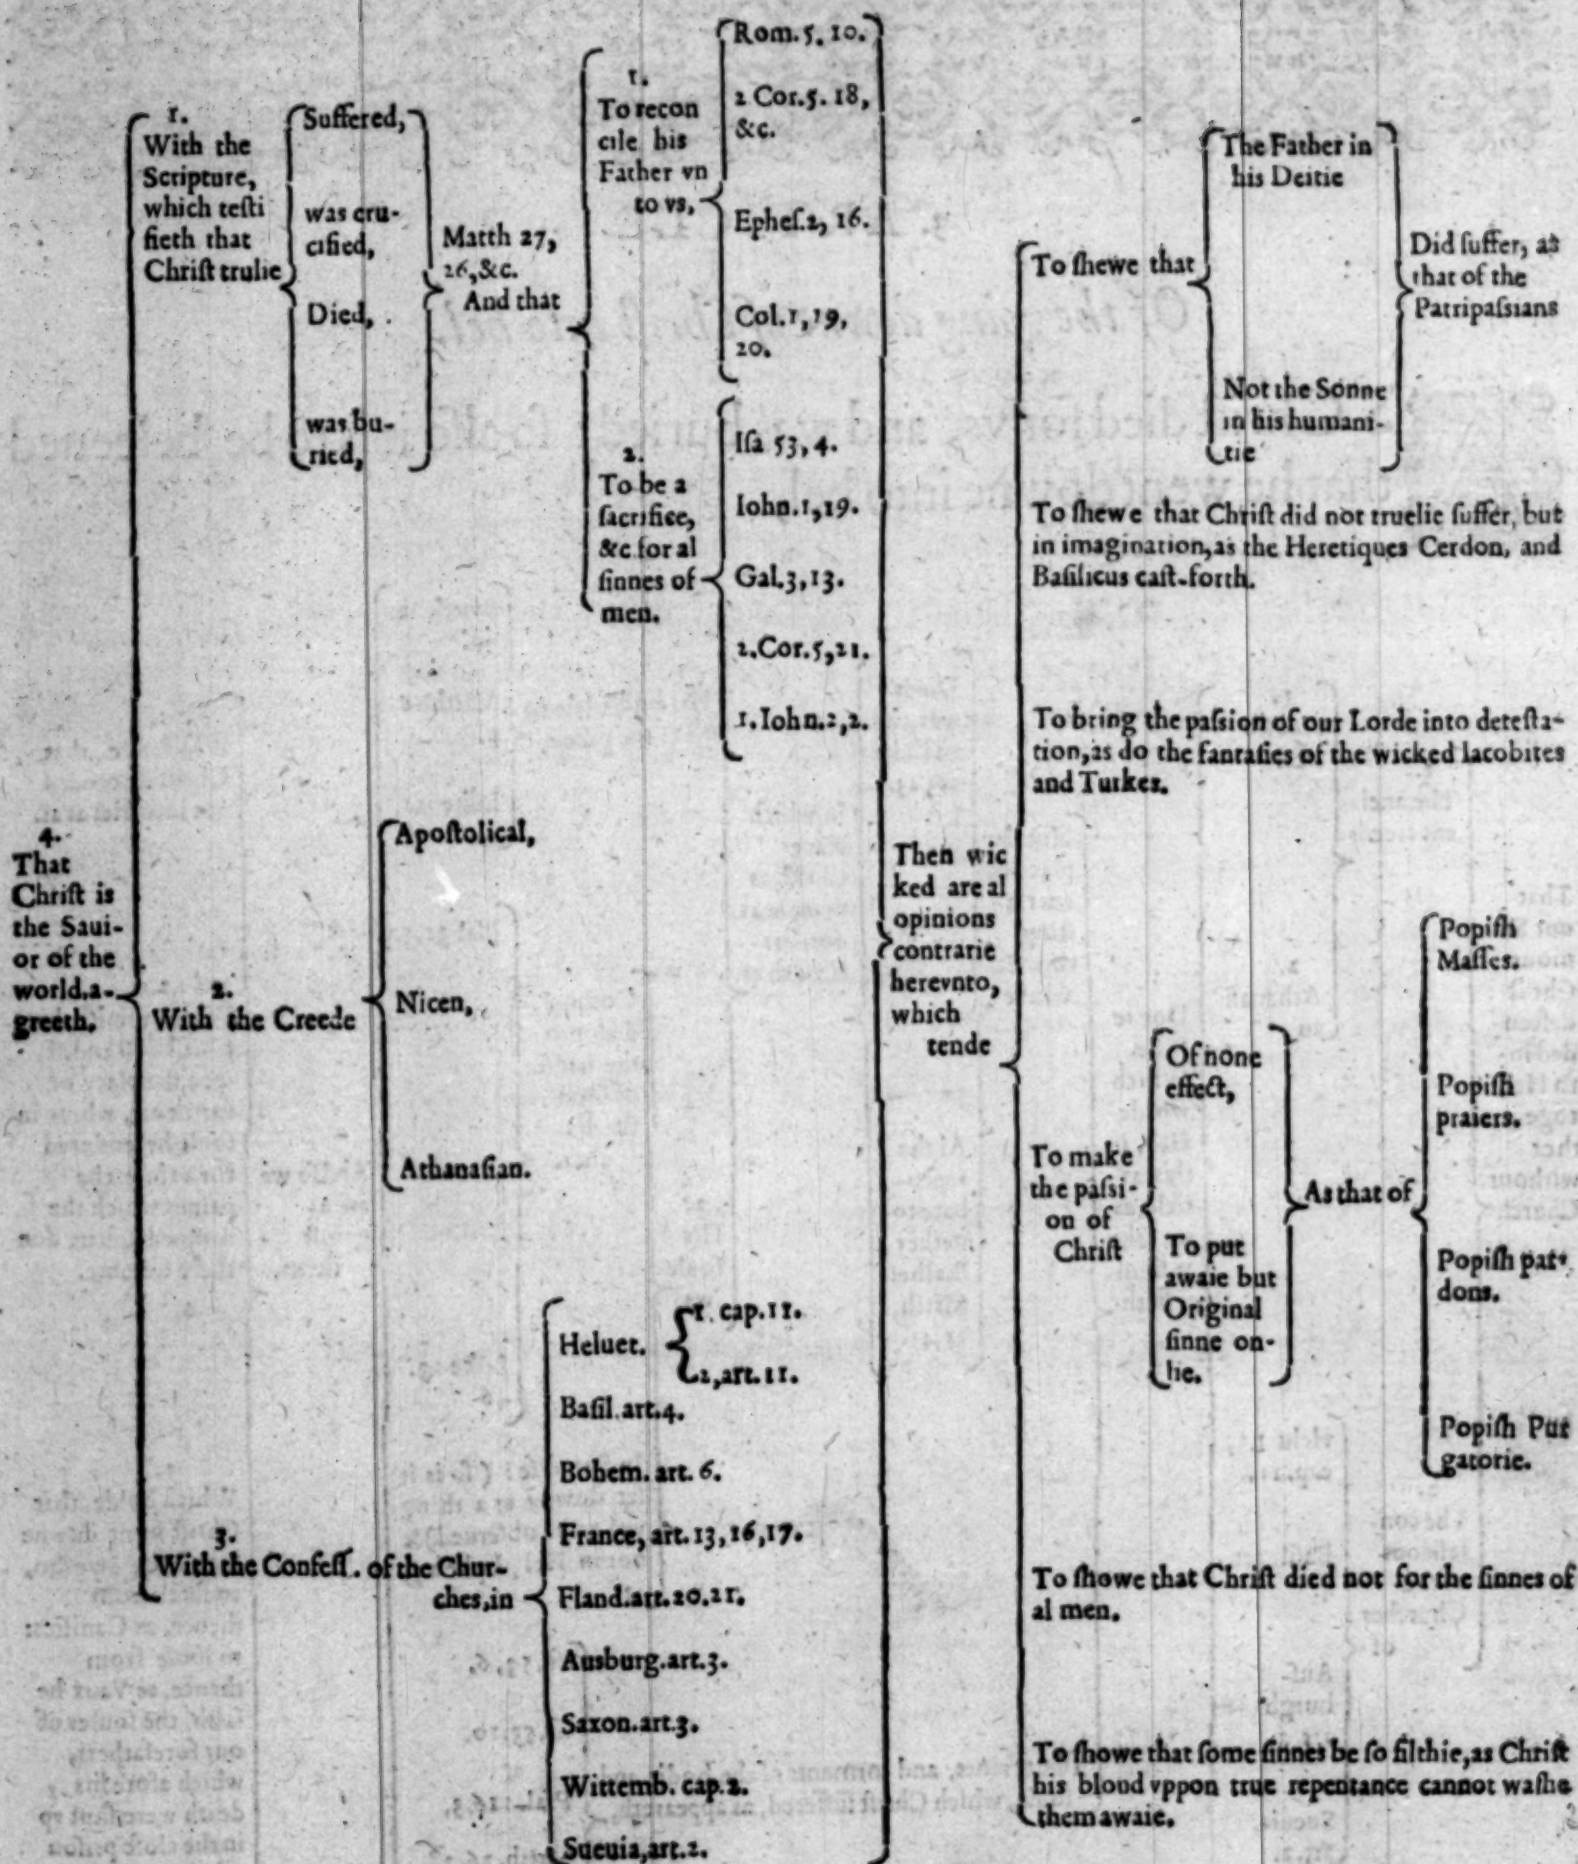 4.
That
Chriſt is
the Saui-
or of the
world, a-
greeth.
1.
With the
Scripture,
which teſti
fieth that
Chriſt trulie
Suffered,
was cru-
cified,
Died,
was bu-
ried,
Matth 27,
26, &c.
And that
1.
To recon
cile his
Father vn
to vs,
Rom. 5. 10.
2 Cor. 5. 18,
&c.
Epheſ. 2, 16.
Col. 1, 19,
20.
2.
To be a
ſacrifice,
&c for al
ſinnes of
men.
Iſa 53, 4.
Iohn. 1, 19.
Gal. 3, 13.
2. Cor. 5, 21.
1. Iohn. 2, 2.
2.
With the Creede
Apoſtolical,
Nicen,
Athanaſian.
3.
With the Confeſſ. of the Chur-
ches, in
Heluet.
1. cap. 11.
2, art. 11.
Baſil. art. 4.
Bohem. art. 6.
France, art. 13, 16, 17.
Fland. art. 20. 21.
Ausburg. art. 3.
Saxon. art. 3.
Wittemb. cap. 2.
Sueuia, art. 2.
Then wic
ked are al
opinions
contrarie
herevnto,
which
tende
To ſhewe that
The Father in
his Deitie
Not the Sonne
in his humani-
tie
Did ſuffer, as
that of the
Patripaſsians
To ſhewe that Chriſt did not truelie ſuffer, but
in imagination, as the Heretiques Cerdon, and
Baſilicus caſt-forth.
To bring the paſsion of our Lorde into deteſta-
tion, as do the fantaſies of the wicked Iacobites
and Turkes.
To make
the paſsi-
on of
Chriſt
Of none
effect,
To put
awaie but
Original
ſinne on-
lie.
As that of
Popiſh
Maſſes.
Popiſh
praiers.
Popiſh par-
dons.
Popiſh Pur
gatorie.
To ſhowe that Chriſt died not for the ſinnes of
al men.
To ſhowe that ſome ſinnes be ſo filthie, as Chriſt
his bloud vppon true repentance cannot waſhe
them awaie.